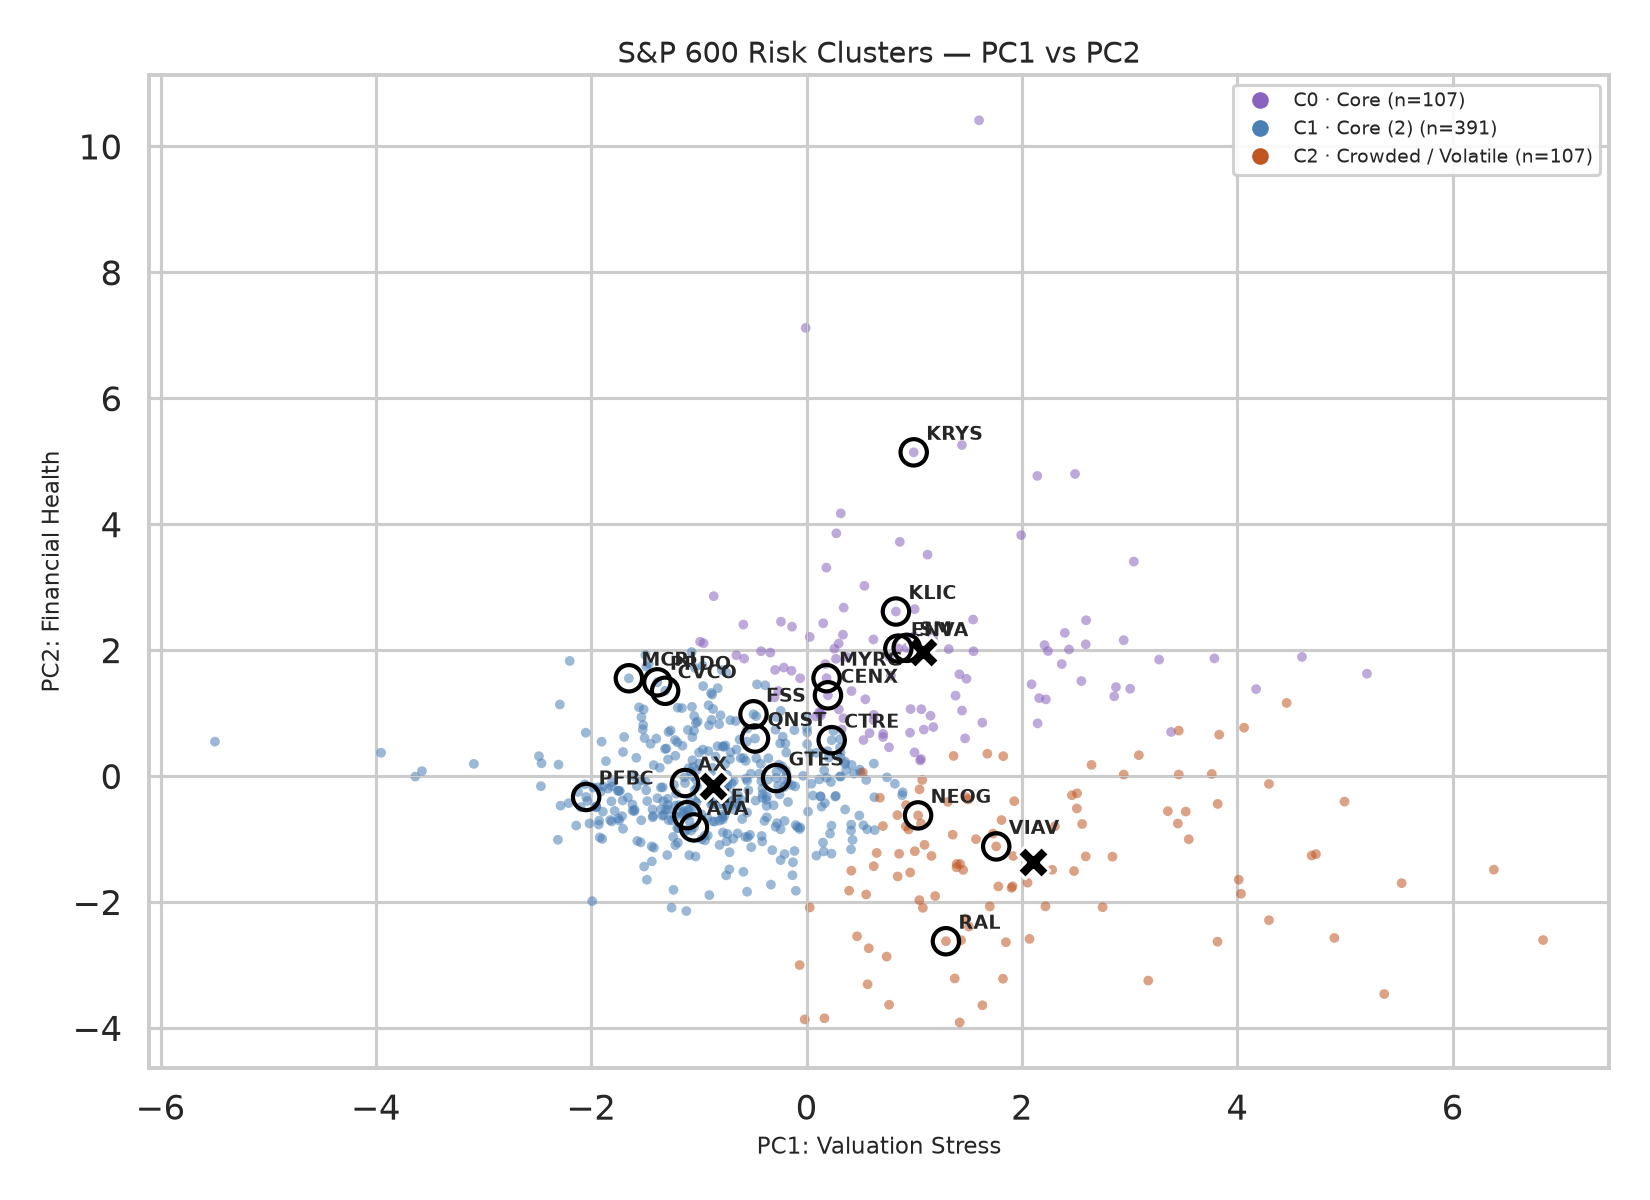 S&P 600 Risk Clusters — PC1 vs PC2
C0 · Core (n=107)
C1 · Core (2) (n=391)
C2 · Crowded / Volatile (n=107)
PC2: Financial Health
10
8
6
4
2
0
−2
−4
KRYS
KLIC
ENVA
MYRG
CENX
MCRI
PRDO
CVCO
FSS
QNST
CTRE
GTES
AX
PFBC
AVA
NEOG
VIAV
RAL
−6
−4
−2
0
2
4
6
PC1: Valuation Stress